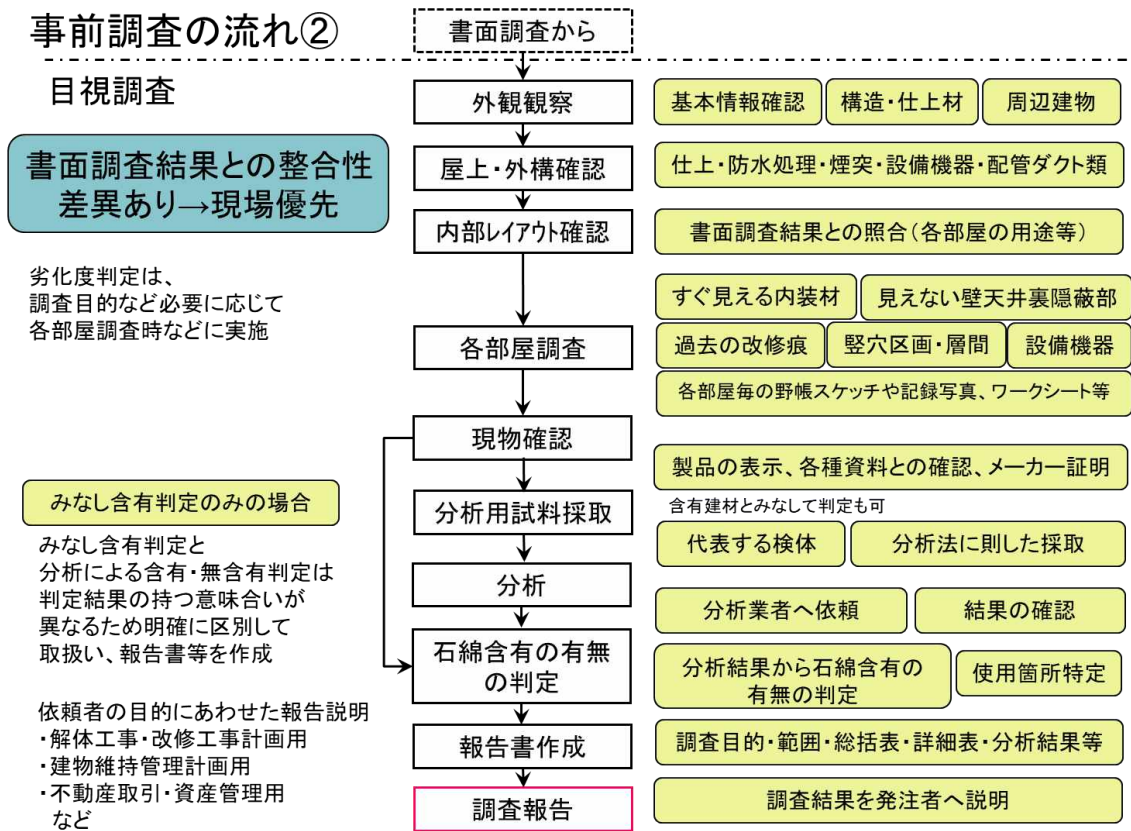 事前調査の流れ②
書面調査から
目視調査
外観観察
基本情報確認
構造・仕上材
周辺建物
書面調査結果との整合性
差異あり→現場優先
屋上・外構確認
仕上・防水処理・煙突・設備機器・配管ダクト類
内部レイアウト確認
書面調査結果との照合（各部屋の用途等）
劣化度判定は、
調査目的など必要に応じて
各部屋調査時などに実施
各部屋調査
すぐ見える内装材
見えない壁天井裏隠蔽部
過去の改修痕
竪穴区画・層間
設備機器
各部屋毎の野帳スケッチや記録写真、ワークシート等
現物確認
製品の表示、各種資料との確認、メーカー証明
含有建材とみなして判定も可
みなし含有判定のみの場合
みなし含有判定と
分析による含有・無含有判定は
判定結果の持つ意味合いが
異なるため明確に区別して
取扱い、報告書等を作成
分析用試料採取
代表する検体
分析法に則した採取
分析
分析業者へ依頼
結果の確認
石綿含有の有無
の判定
分析結果から石綿含有の
有無の判定
使用箇所特定
依頼者の目的にあわせた報告説明
・解体工事・改修工事計画用
・建物維持管理計画用
・不動産取引・資産管理用
など
報告書作成
調査目的・範囲・総括表・詳細表・分析結果等
調査報告
調査結果を発注者へ説明